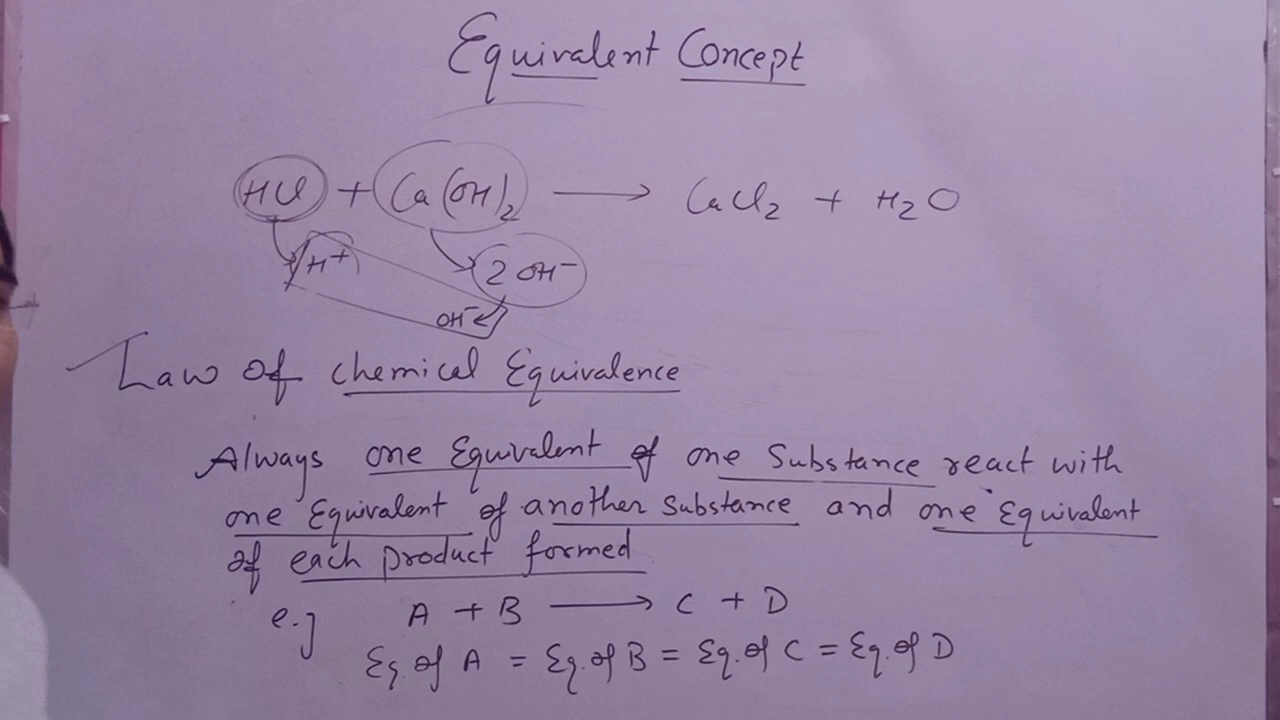 Equivalent Concept
HCl + Ca(OH)2 → CaCl2 + H2O
H+ 2OH-
OH-
Law of chemical Equivalence
Always one Equivalent of one Substance react with
one Equivalent of another Substance and one Equivalent
of each product formed
e.g A + B → C + D
Eq. of A = Eq. of B = Eq. of C = Eq. of D